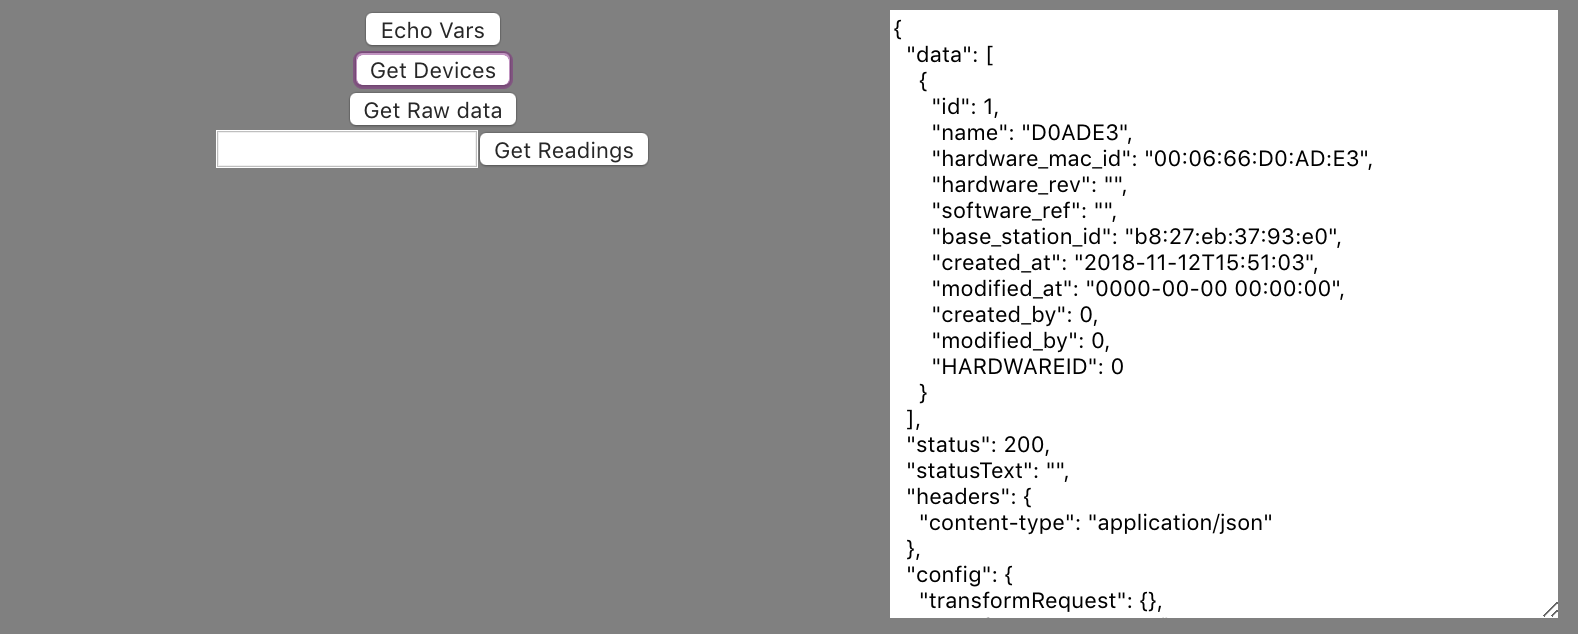 Echo Vars
Get Devices
Get Raw data
Get Readings
{
"data": [
{
"id": 1,
"name": "D0ADE3",
"hardware_mac_id": "00:06:66:D0:AD:E3",
"hardware_rev": "",
"software_ref": "",
"base_station_id": "b8:27:eb:37:93:e0",
"created_at": "2018-11-12T15:51:03",
"modified_at": "0000-00-00 00:00:00",
"created_by": 0,
"modified_by": 0,
"HARDWAREID": 0
}
],
"status": 200,
"statusText": "",
"headers": {
"content-type": "application/json"
},
"config": {
"transformRequest": {},